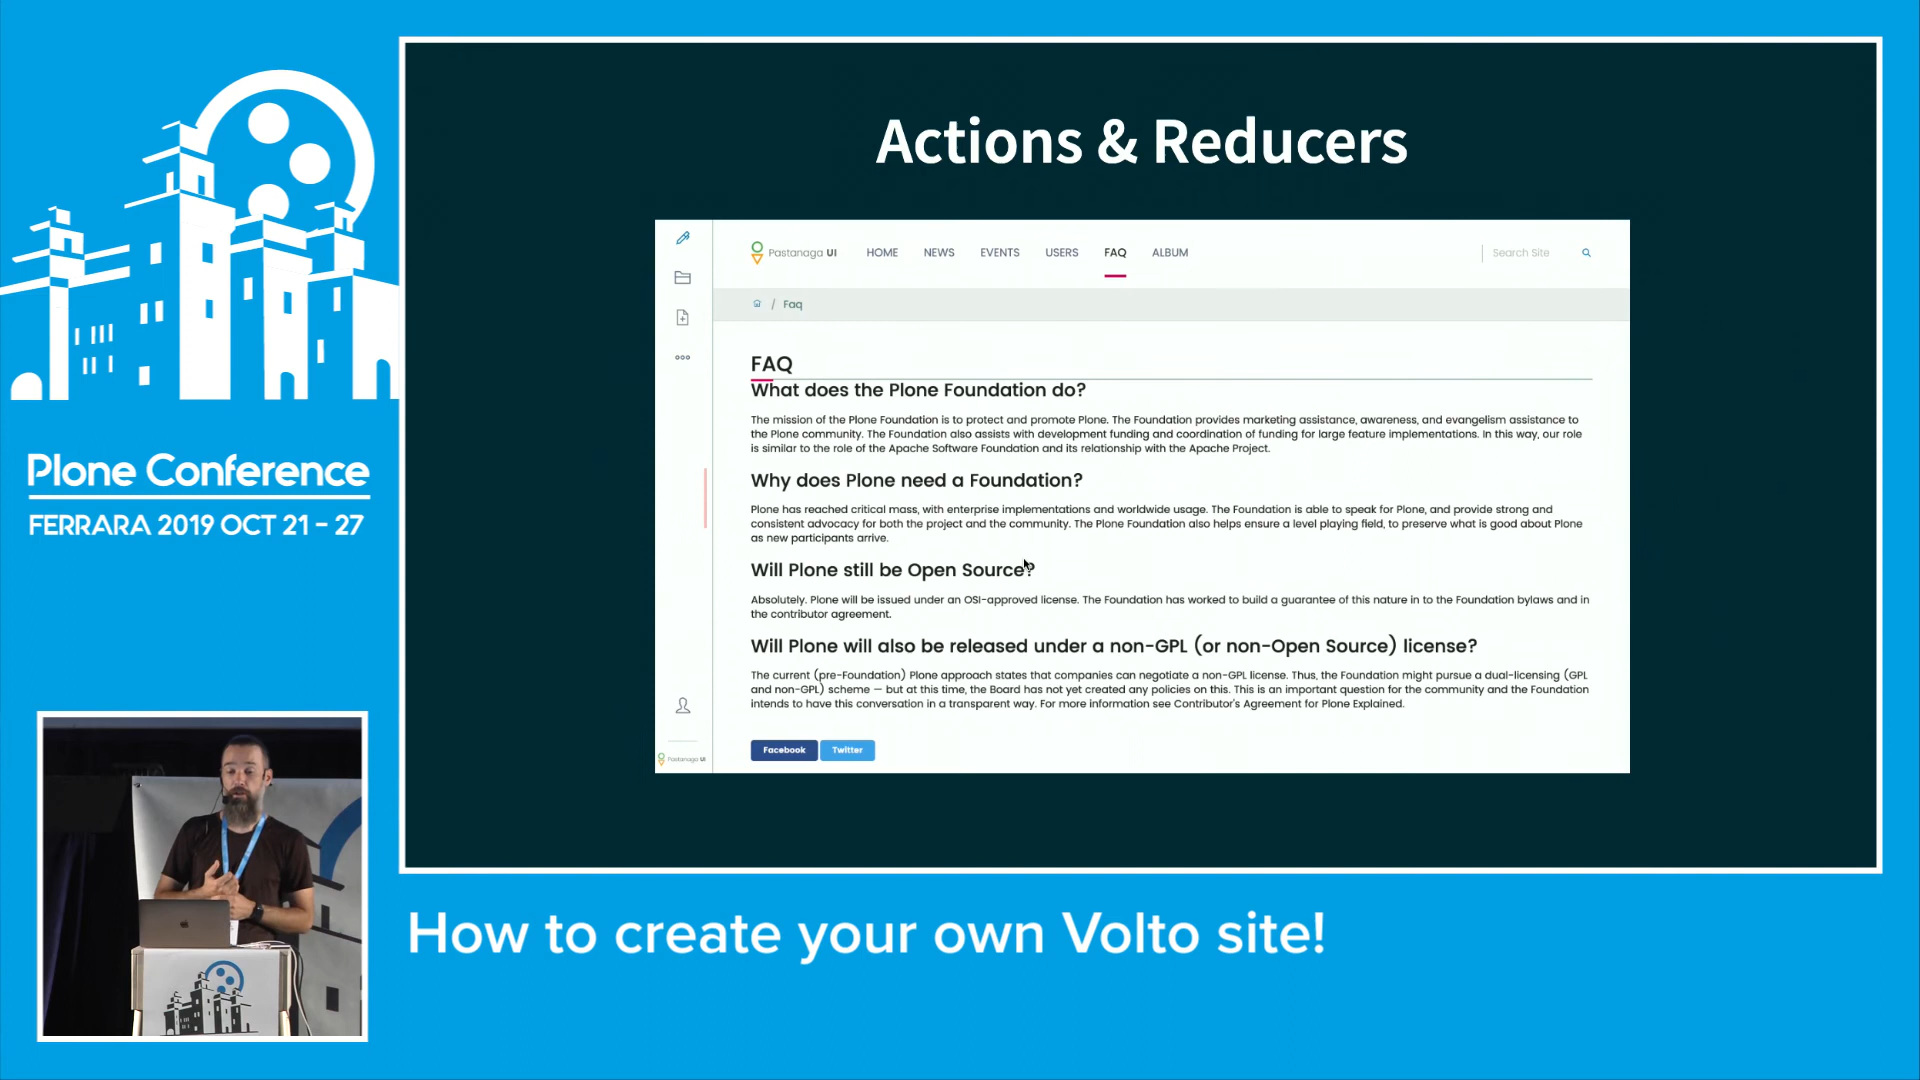 Actions & Reducers
Pastanaga UI
HOME
NEWS
EVENTS
USERS
FAQ
ALBUM
Search Site
/ Faq
FAQ
What does the Plone Foundation do?
The mission of the Plone Foundation is to protect and promote Plone. The Foundation provides marketing assistance, awareness, and evangelism assistance to
the Plone community. The Foundation also assists with development funding and coordination of funding for large feature implementations. In this way, our role
is similar to the role of the Apache Software Foundation and its relationship with the Apache Project.
Why does Plone need a Foundation?
Plone has reached critical mass, with enterprise implementations and worldwide usage. The Foundation is able to speak for Plone, and provide strong and
consistent advocacy for both the project and the community. The Plone Foundation also helps ensure a level playing field, to preserve what is good about Plone
as new participants arrive.
Will Plone still be Open Source?
Absolutely. Plone will be issued under an OSI-approved license. The Foundation has worked to build a guarantee of this nature in to the Foundation bylaws and in
the contributor agreement.
Will Plone will also be released under a non-GPL (or non-Open Source) license?
The current (pre-Foundation) Plone approach states that companies can negotiate a non-GPL license. Thus, the Foundation might pursue a dual-licensing (GPL
and non-GPL) scheme — but at this time, the Board has not yet created any policies on this. This is an important question for the community and the Foundation
intends to have this conversation in a transparent way. For more information see Contributor's Agreement for Plone Explained.
Facebook
Twitter
Pastanaga UI
Plone Conference
FERRARA 2019 OCT 21 - 27
How to create your own Volto site!